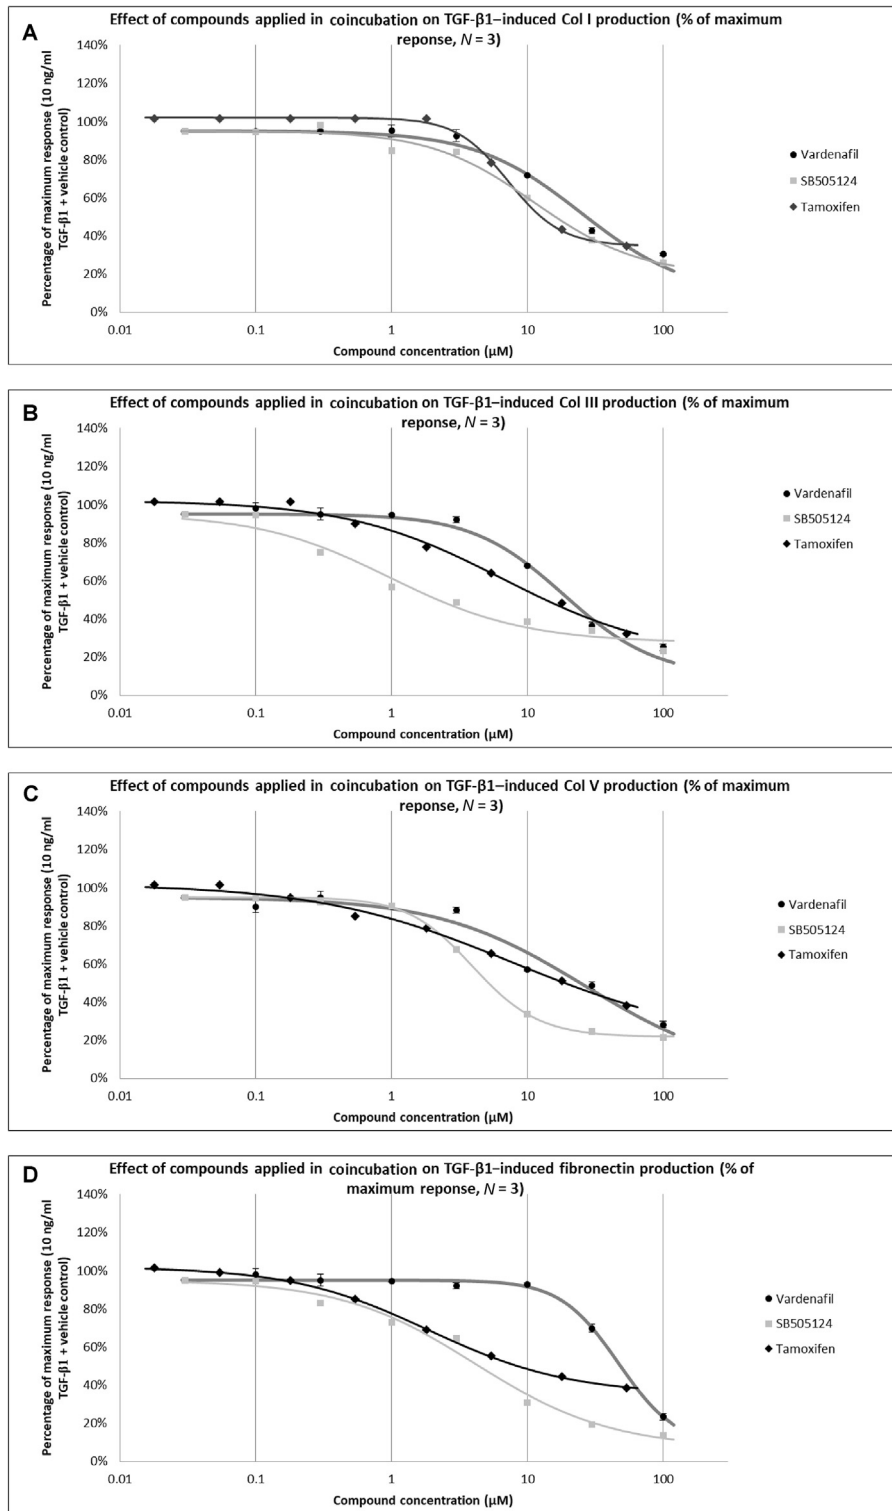 A
Effect of compounds applied in coincubation on TGF-β1–induced Col I production (% of maximum
reponse, N = 3)
Percentage of maximum response (10 ng/ml
TGF-β1 + vehicle control)
140%
120%
100%
80%
60%
40%
20%
0%
0.01 0.1 1 10 100
Compound concentration (µM)
Vardenafil
SB505124
Tamoxifen
B
Effect of compounds applied in coincubation on TGF-β1–induced Col III production (% of maximum
reponse, N = 3)
Percentage of maximum response (10 ng/ml
TGF-β1 + vehicle control)
140%
120%
100%
80%
60%
40%
20%
0%
0.01 0.1 1 10 100
Compound concentration (µM)
Vardenafil
SB505124
Tamoxifen
C
Effect of compounds applied in coincubation on TGF-β1–induced Col V production (% of maximum
reponse, N = 3)
Percentage of maximum response (10 ng/ml
TGF-β1 + vehicle control)
140%
120%
100%
80%
60%
40%
20%
0%
0.01 0.1 1 10 100
Compound concentration (µM)
Vardenafil
SB505124
Tamoxifen
D
Effect of compounds applied in coincubation on TGF-β1–induced fibronectin production (% of
maximum reponse, N = 3)
Percentage of maximum response (10 ng/ml
TGF-β1 + vehicle control)
140%
120%
100%
80%
60%
40%
20%
0%
0.01 0.1 1 10 100
Compound concentration (µM)
Vardenafil
SB505124
Tamoxifen